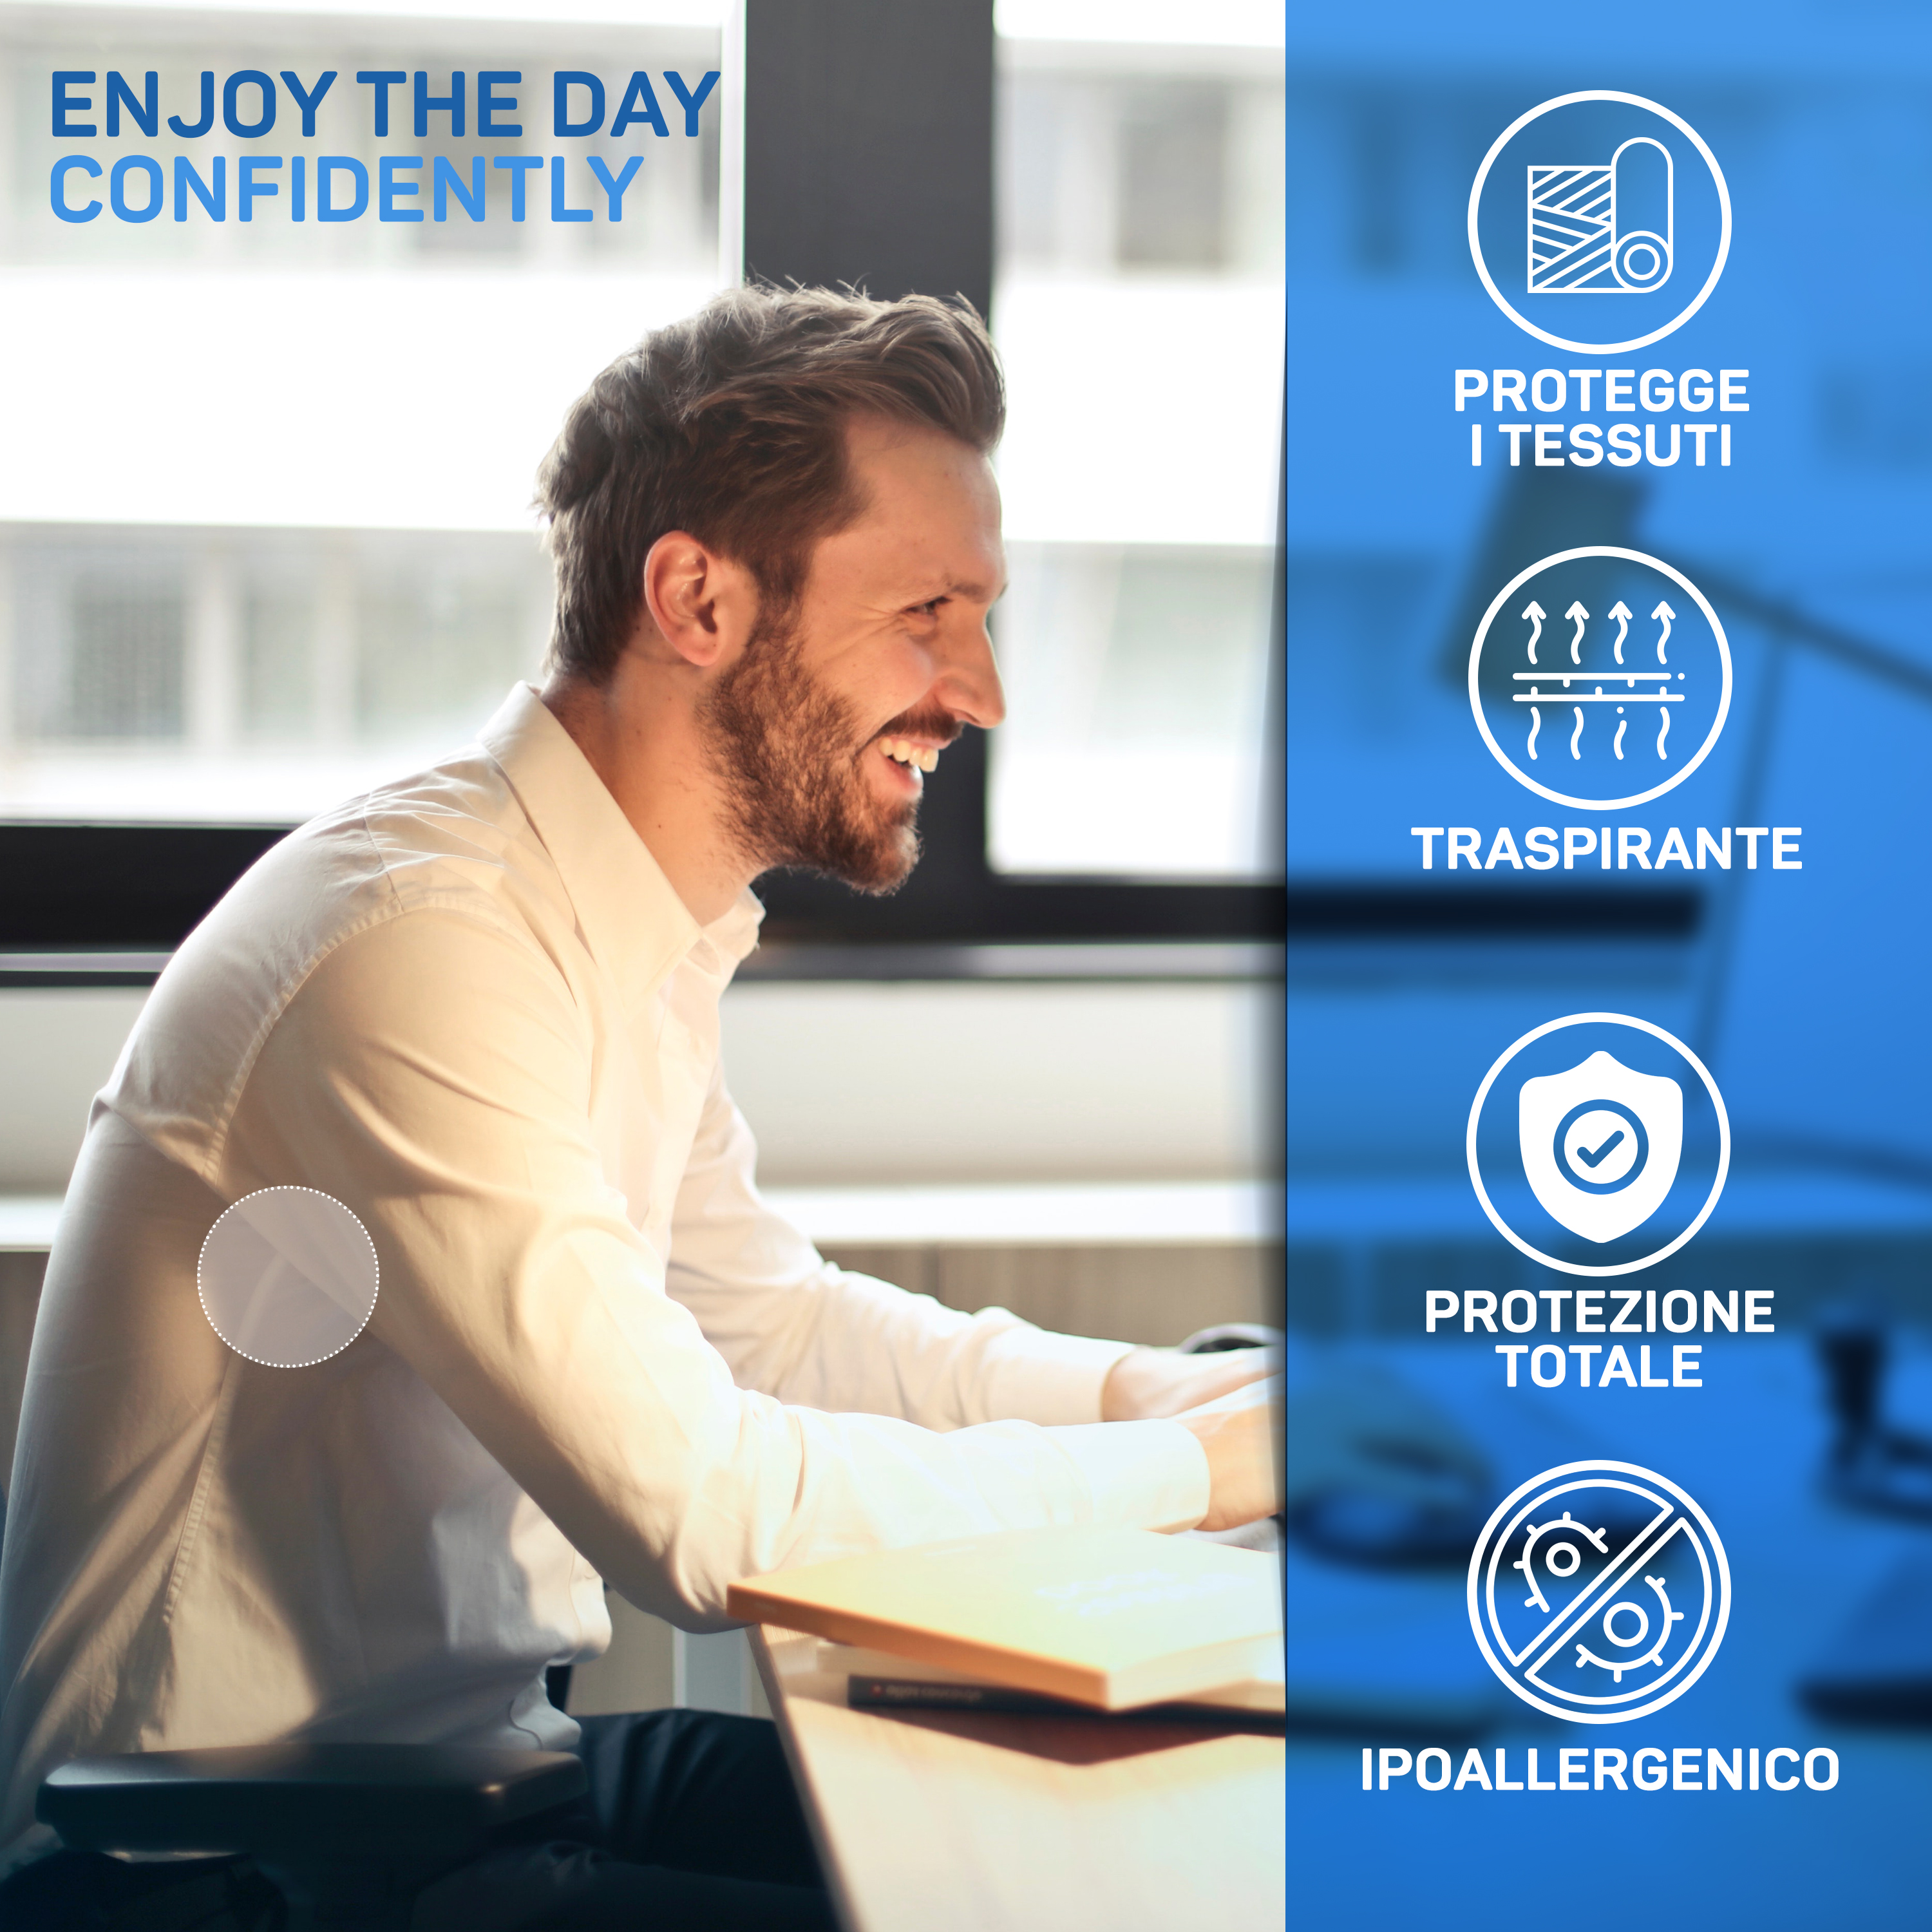 ENJOY THE DAY
CONFIDENTLY
PROTEGGE
I TESSUTI
TRASPIRANTE
PROTEZIONE
TOTALE
IPOALLERGENICO